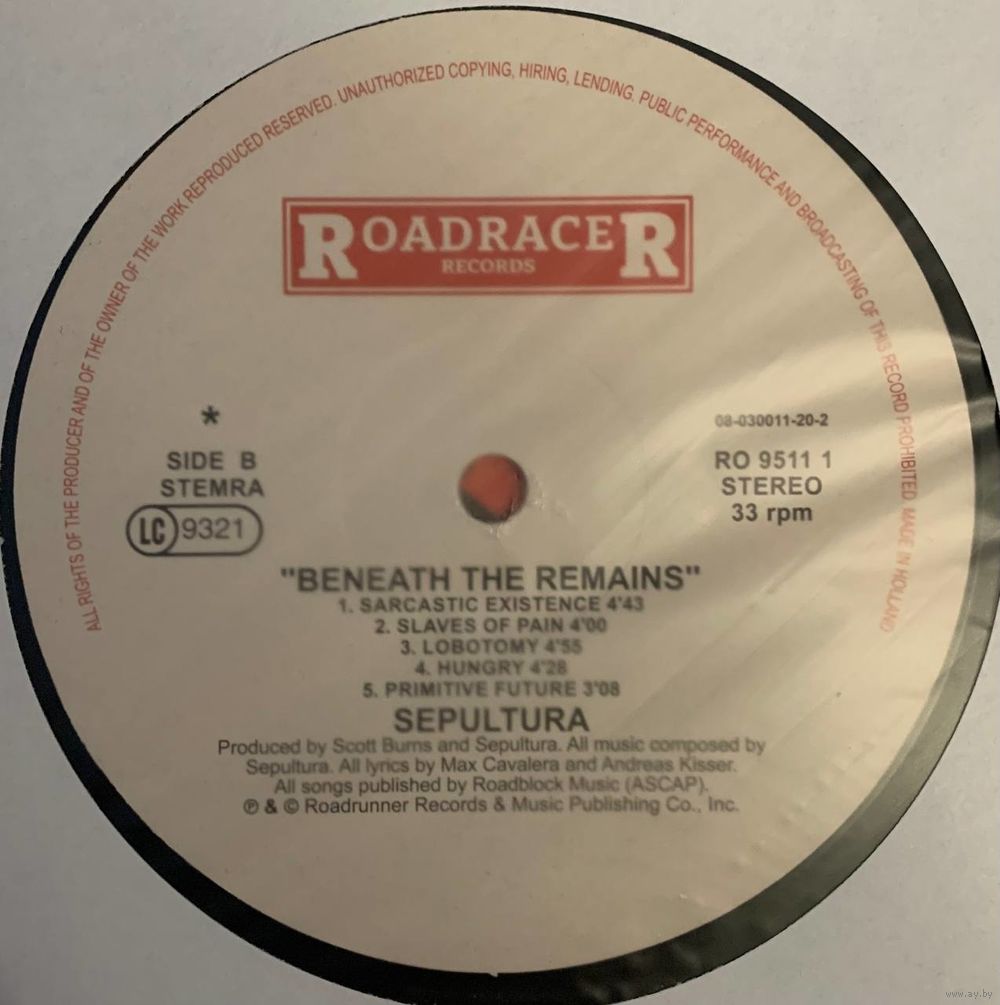 ALL RIGHTS OF THE PRODUCER AND OF THE OWNER OF THE WORK REPRODUCED RESERVED. UNAUTHORIZED COPYING, HIRING, LENDING. PUBLIC PERFORMANCE AND BROADCASTING OF THIS RECORD PROHIBITED. MADE IN HOLLAND
ROADRACER
RECORDS
*
SIDE B
STEMRA
LC 9321
08-030011-20-2
RO 9511 1
STEREO
33 rpm
"BENEATH THE REMAINS"
1. SARCASTIC EXISTENCE 4'43
2. SLAVES OF PAIN 4'00
3. LOBOTOMY 4'55
4. HUNGRY 4'28
5. PRIMITIVE FUTURE 3'08
SEPULTURA
Produced by Scott Burns and Sepultura. All music composed by
Sepultura. All lyrics by Max Cavalera and Andreas Kisser.
All songs published by Roadblock Music (ASCAP).
℗ & © Roadrunner Records & Music Publishing Co., Inc.
www.ay.by